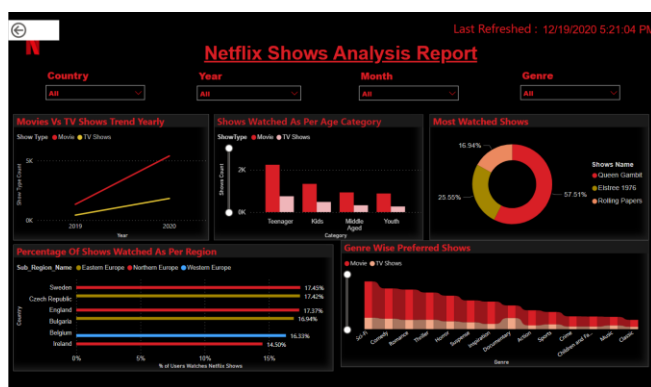 Last Refreshed : 12/19/2020 5:21:04 PM
N
Netflix Shows Analysis Report
Country Year Month Genre
All All All All
Movies Vs TV Shows Trend Yearly
Show Type Movie TV Shows
5K
0K
2019 2020
Year
Show Type Count
Shows Watched As Per Age Category
ShowType Movie TV Shows
2K
0K
Teenager Kids Middle Aged Youth
Category
Shows Count
Most Watched Shows
16.94%
25.55%
57.51%
Shows Name
Queen Gambit
Elstree 1976
Rolling Papers
Percentage Of Shows Watched As Per Region
Sub_Region_Name Eastern Europe Northern Europe Western Europe
Sweden 17.45%
Czech Republic 17.42%
England 17.37%
Bulgaria 16.94%
Belgium 16.33%
Ireland 14.50%
0% 5% 10% 15%
% of Users Watches Netflix Shows
Country
Genre Wise Preferred Shows
Movie TV Shows
Sci-Fi Comedy Romance Thriller Horror Suspense Inspiration Documentary Action Sports Crime Children and Fa... Music Classic
Genre